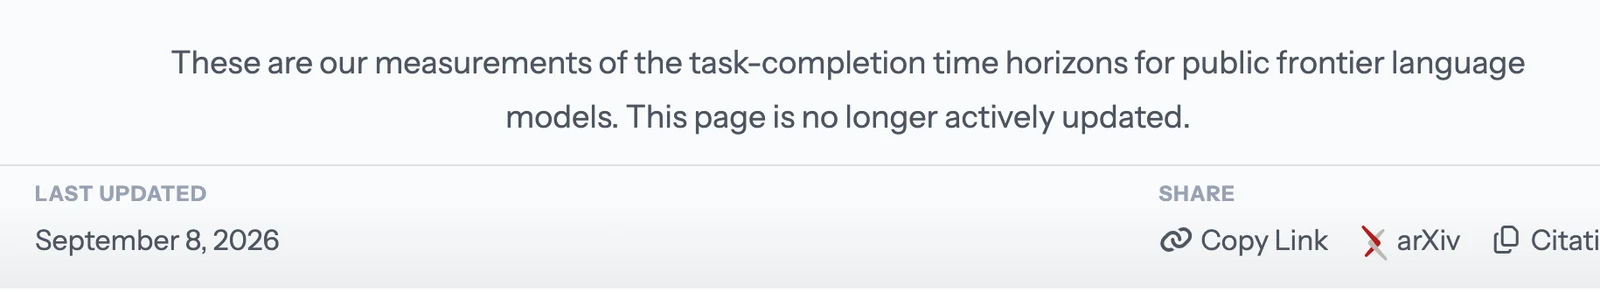 These are our measurements of the task-completion time horizons for public frontier language
models. This page is no longer actively updated.
LAST UPDATED
September 8, 2026
SHARE
Copy Link arXiv Citati